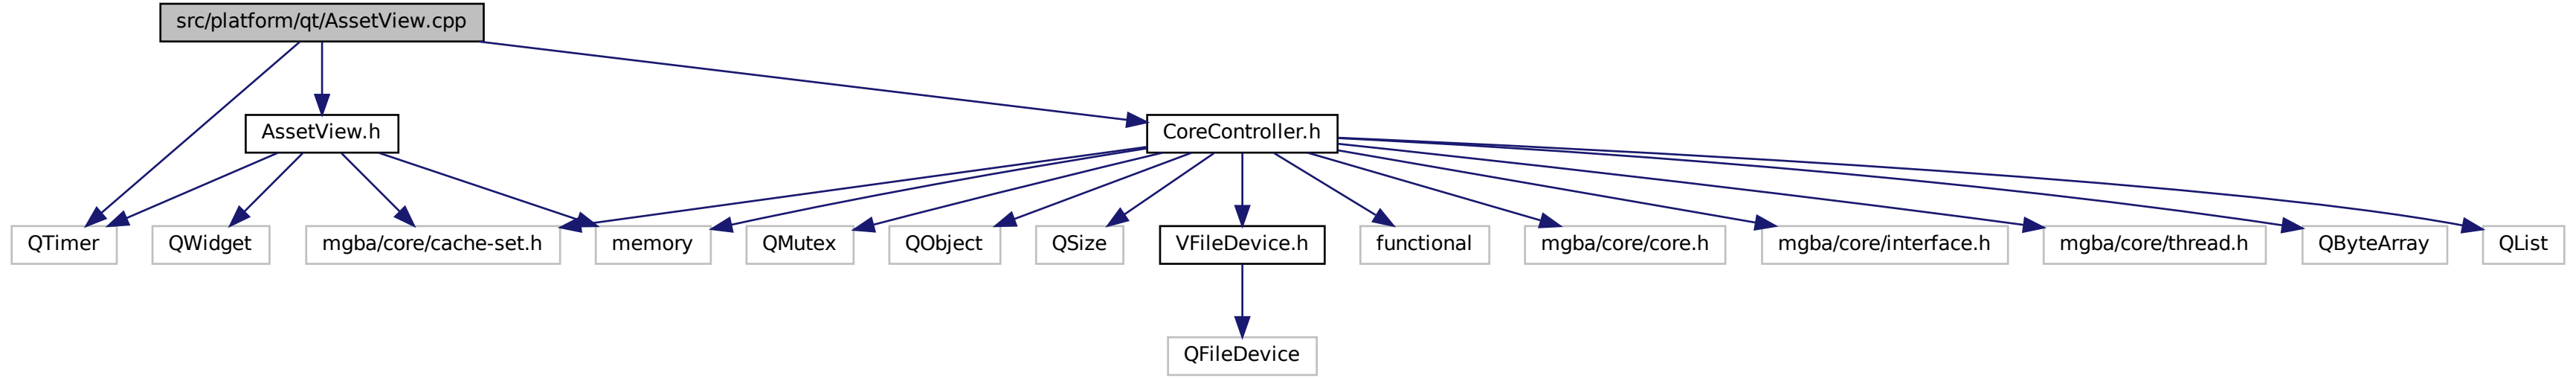 src/platform/qt/AssetView.cpp
AssetView.h
CoreController.h
QTimer
QWidget
mgba/core/cache-set.h
memory
QMutex
QObject
QSize
VFileDevice.h
functional
mgba/core/core.h
mgba/core/interface.h
mgba/core/thread.h
QByteArray
QList
QFileDevice